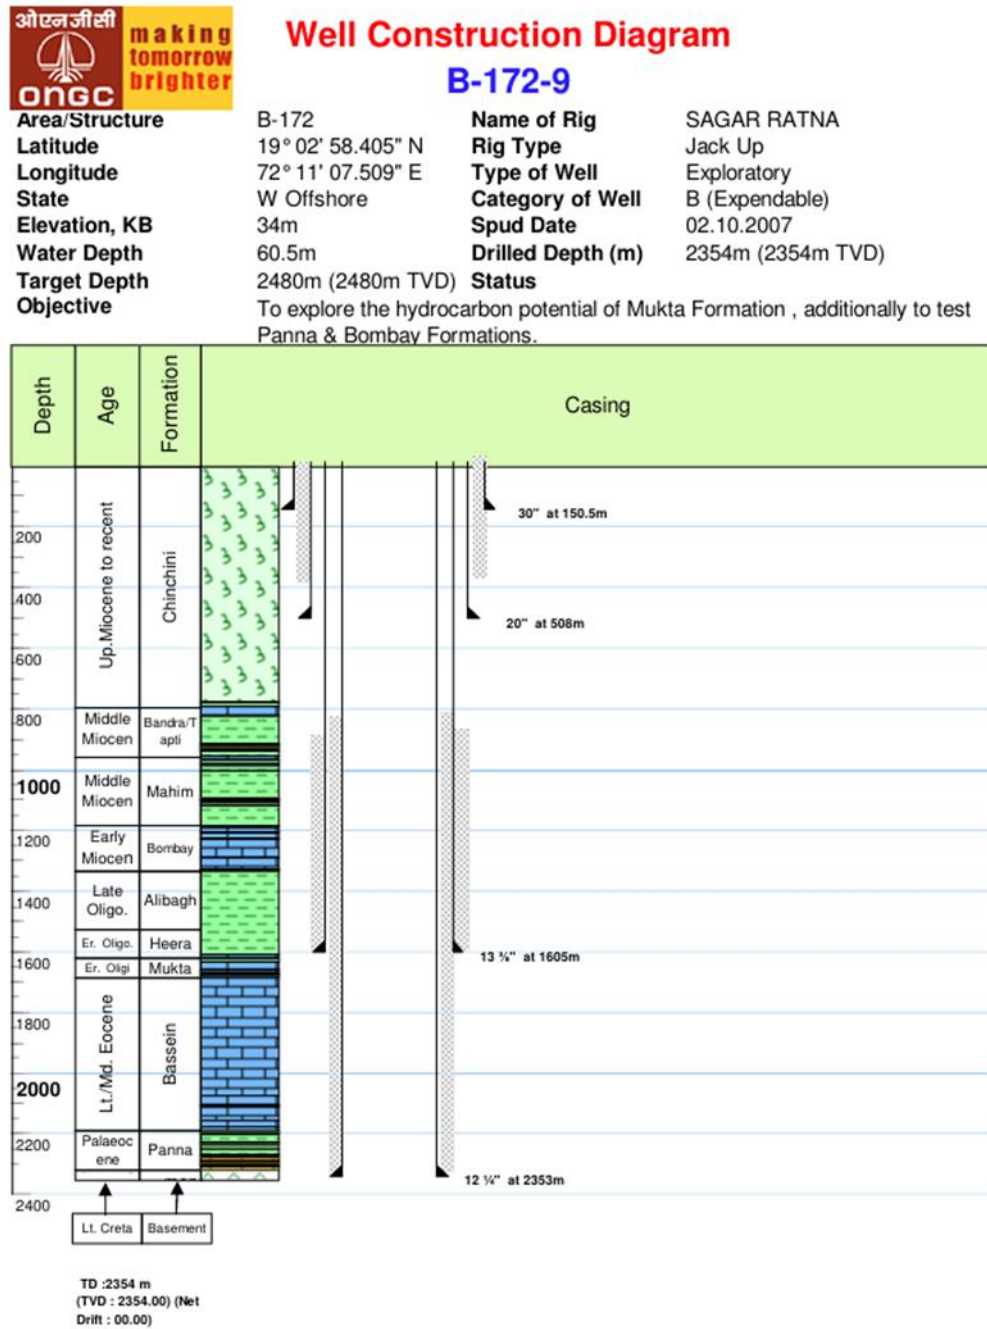 ओएनजीसी
ONGC
making
tomorrow
brighter
Well Construction Diagram
B-172-9
Area/Structure B-172 Name of Rig SAGAR RATNA
Latitude 19° 02' 58.405" N Rig Type Jack Up
Longitude 72° 11' 07.509" E Type of Well Exploratory
State W Offshore Category of Well B (Expendable)
Elevation, KB 34m Spud Date 02.10.2007
Water Depth 60.5m Drilled Depth (m) 2354m (2354m TVD)
Target Depth 2480m (2480m TVD) Status
Objective To explore the hydrocarbon potential of Mukta Formation , additionally to test
Panna & Bombay Formations.
Depth Age Formation Casing
Up.Miocene to recent
Chinchini
30" at 150.5m
200
400
20" at 508m
600
800
Middle
Miocen
Bandra/T
apti
1000
Middle
Miocen
Mahim
1200
Early
Miocen
Bombay
1400
Late
Oligo.
Alibagh
Er. Oligo.
Heera
13 ⅜" at 1605m
1600
Er. Oligi
Mukta
1800
Lt./Md. Eocene
Bassein
2000
2200
Palaeoc
ene
Panna
12 ¼" at 2353m
2400
Lt. Creta
Basement
TD :2354 m
(TVD : 2354.00) (Net
Drift : 00.00)